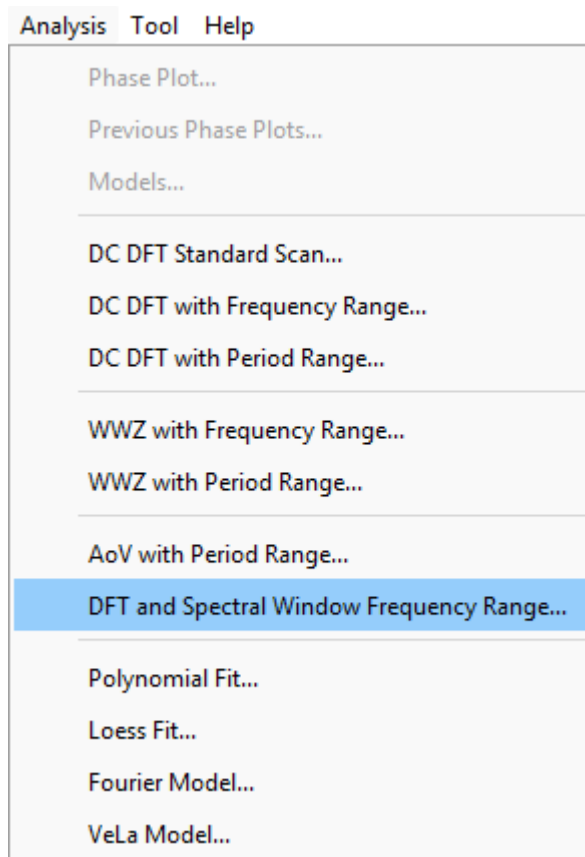 Analysis Tool Help
Phase Plot...
Previous Phase Plots...
Models...
DC DFT Standard Scan...
DC DFT with Frequency Range...
DC DFT with Period Range...
WWZ with Frequency Range...
WWZ with Period Range...
AoV with Period Range...
DFT and Spectral Window Frequency Range...
Polynomial Fit...
Loess Fit...
Fourier Model...
VeLa Model...